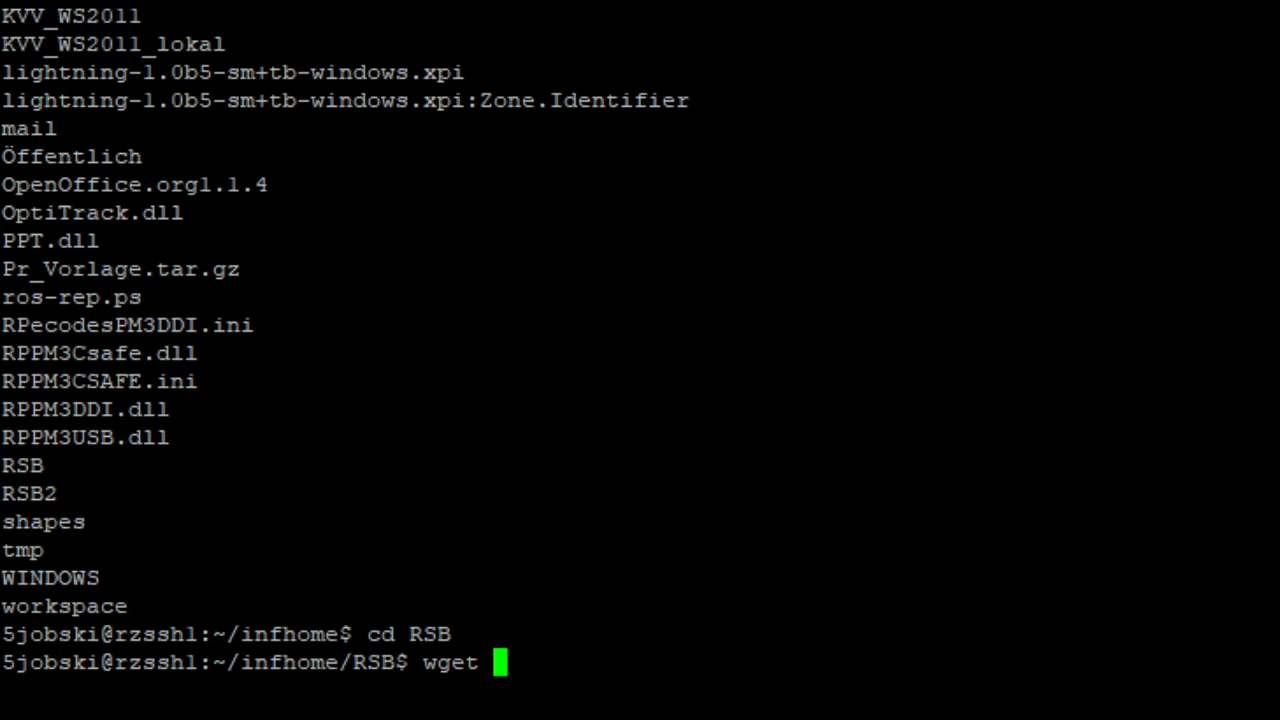 KVV_WS2011
KVV_WS2011_lokal
lightning-1.0b5-sm+tb-windows.xpi
lightning-1.0b5-sm+tb-windows.xpi:Zone.Identifier
mail
Öffentlich
OpenOffice.org1.1.4
OptiTrack.dll
PPT.dll
Pr_Vorlage.tar.gz
ros-rep.ps
RPecodesPM3DDI.ini
RPPM3Csafe.dll
RPPM3CSAFE.ini
RPPM3DDI.dll
RPPM3USB.dll
RSB
RSB2
shapes
tmp
WINDOWS
workspace
5jobski@rzssh1:~/infhome$ cd RSB
5jobski@rzssh1:~/infhome/RSB$ wget